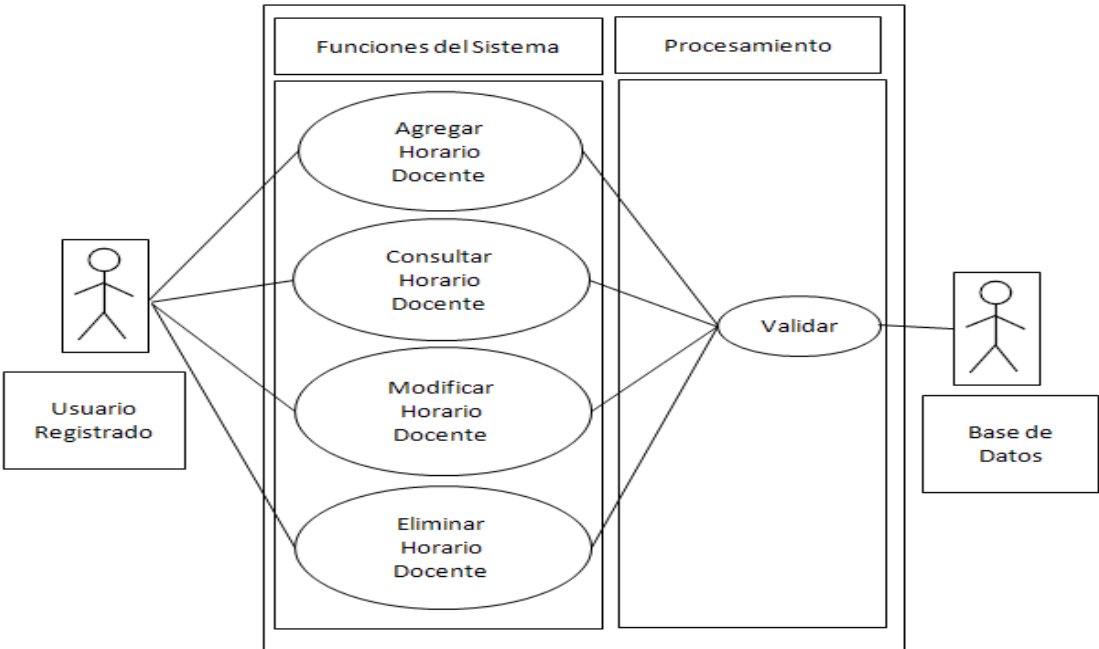 Funciones del Sistema
Procesamiento
Agregar
Horario
Docente
Consultar
Horario
Docente
Modificar
Horario
Docente
Eliminar
Horario
Docente
Validar
Usuario
Registrado
Base de
Datos